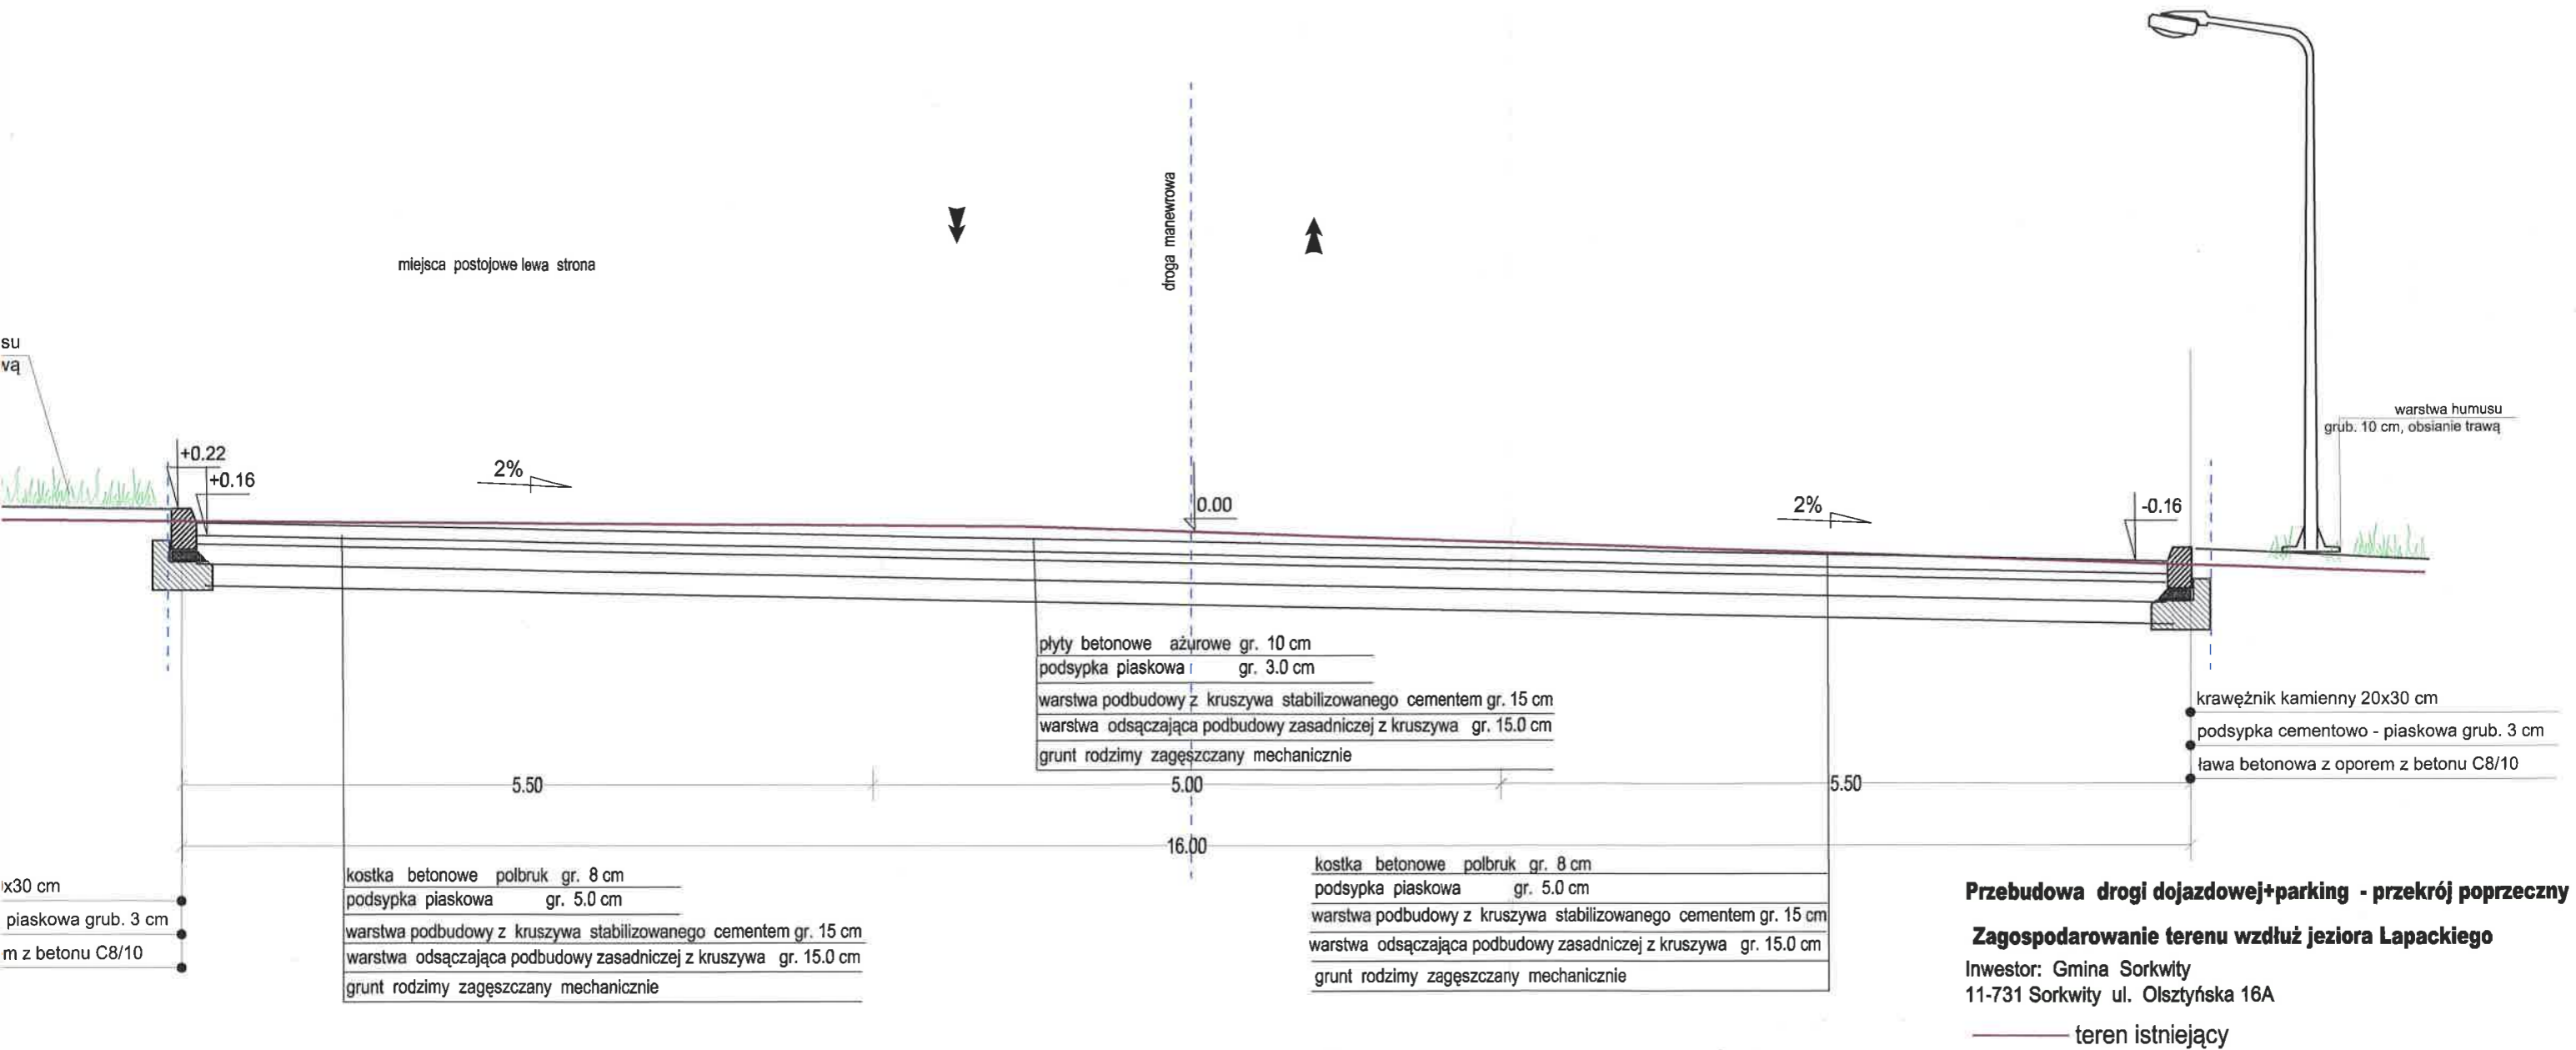 droga manewrowa
miejsca postojowe lewa strona
su
wą
warstwa humusu
grub. 10 cm, obsianie trawą
+0.22
+0.16
2%
0.00
2%
-0.16
płyty betonowe ażurowe gr. 10 cm
podsypka piaskowa gr. 3.0 cm
warstwa podbudowy z kruszywa stabilizowanego cementem gr. 15 cm
warstwa odsączająca podbudowy zasadniczej z kruszywa gr. 15.0 cm
grunt rodzimy zagęszczany mechanicznie
krawężnik kamienny 20x30 cm
podsypka cementowo - piaskowa grub. 3 cm
ława betonowa z oporem z betonu C8/10
5.50
5.00
5.50
16.00
x30 cm
piaskowa grub. 3 cm
m z betonu C8/10
kostka betonowe polbruk gr. 8 cm
podsypka piaskowa gr. 5.0 cm
warstwa podbudowy z kruszywa stabilizowanego cementem gr. 15 cm
warstwa odsączająca podbudowy zasadniczej z kruszywa gr. 15.0 cm
grunt rodzimy zagęszczany mechanicznie
kostka betonowe polbruk gr. 8 cm
podsypka piaskowa gr. 5.0 cm
warstwa podbudowy z kruszywa stabilizowanego cementem gr. 15 cm
warstwa odsączająca podbudowy zasadniczej z kruszywa gr. 15.0 cm
grunt rodzimy zagęszczany mechanicznie
Przebudowa drogi dojazdowej+parking - przekrój poprzeczny
Zagospodarowanie terenu wzdłuż jeziora Łapackiego
Inwestor: Gmina Sorkwity
11-731 Sorkwity ul. Olsztyńska 16A
teren istniejący